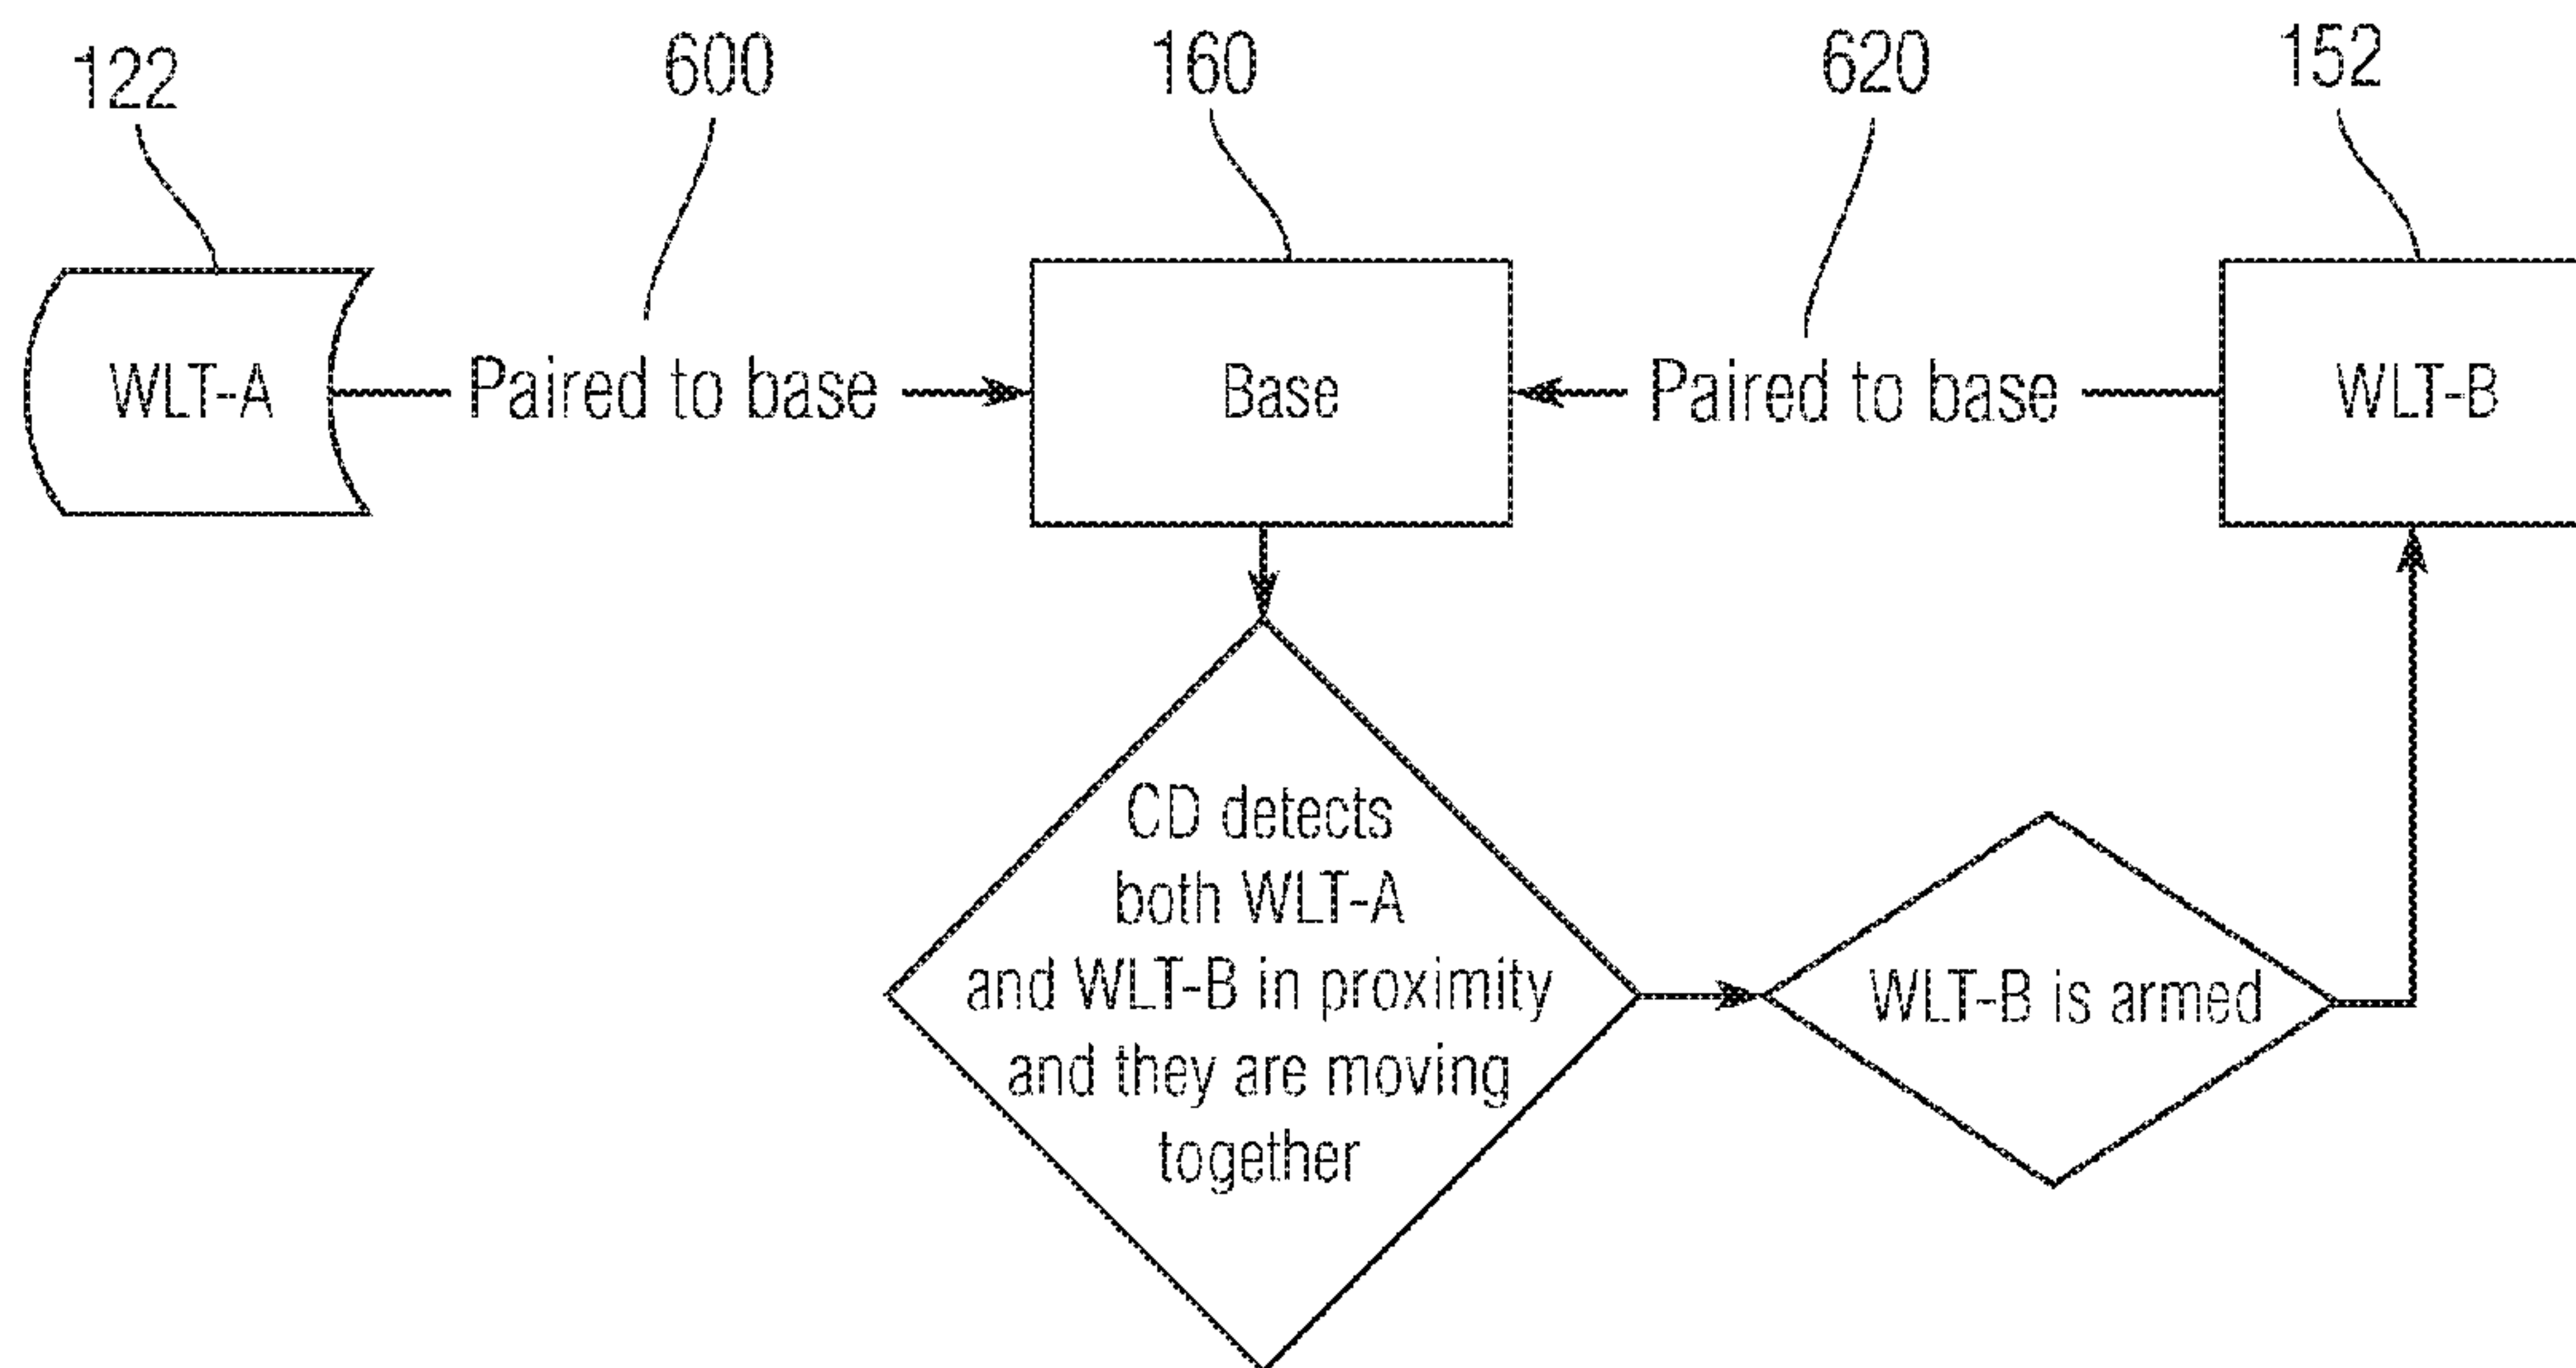 122
600
160
620
152
WLT-A
Paired to base
Base
Paired to base
WLT-B
CD detects
both WLT-A
and WLT-B in proximity
and they are moving
together
WLT-B is armed